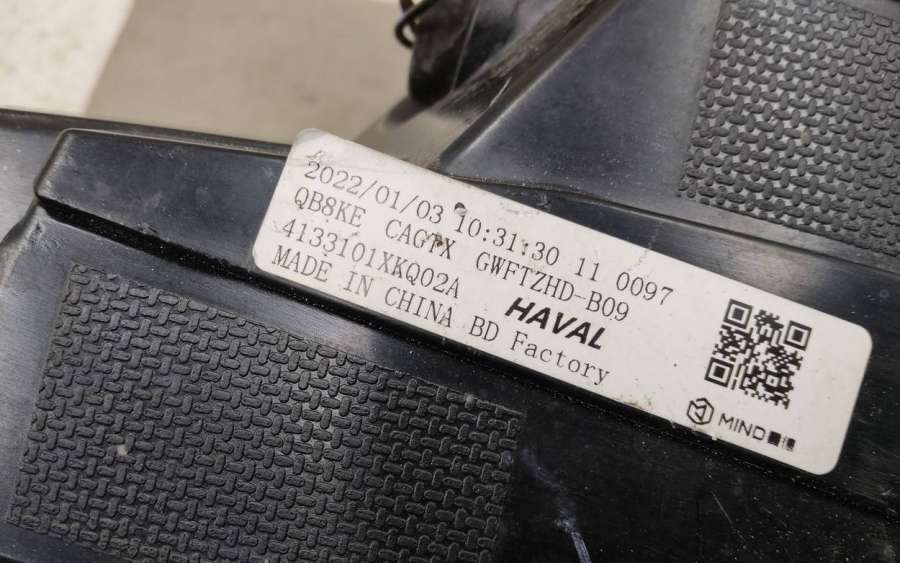 2022/01/03 10:31:30 11 0097
QB8KE CAGTX GWFTZHD-B09
4133101XKQ02A HAVAL
MADE IN CHINA BD Factory
MIND